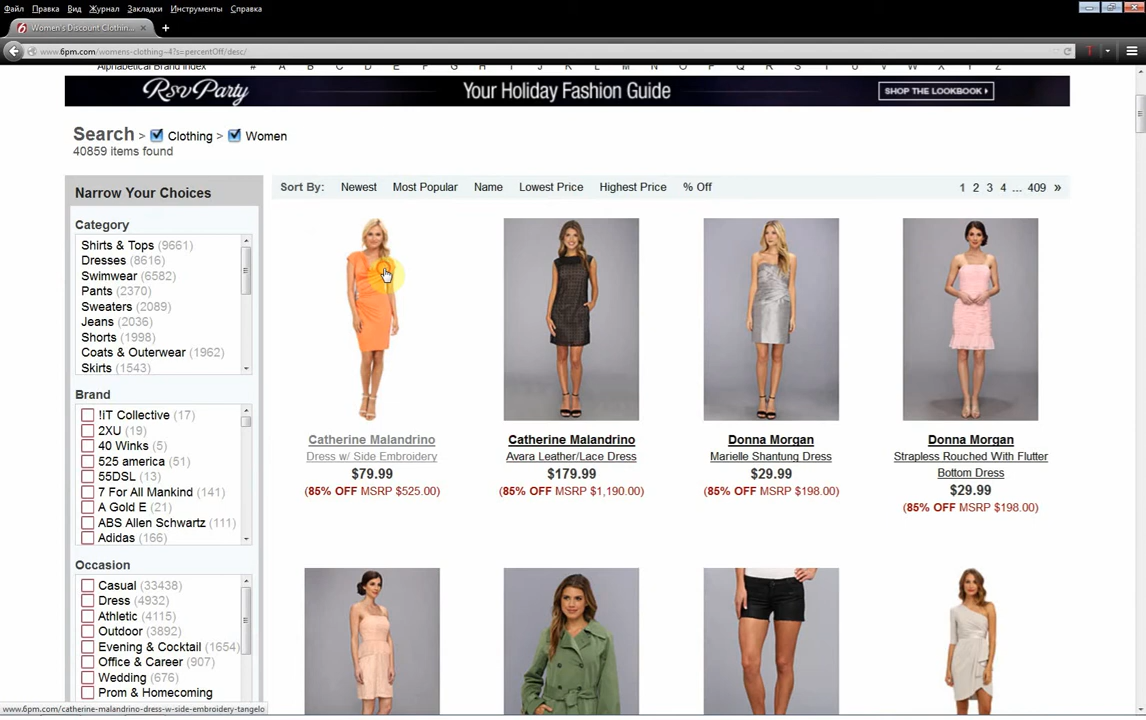 Файл Правка Вид Журнал Закладки Инструменты Справка
Women's Discount Clothin...
www.6pm.com/womens-clothing~4?s=percentOff/desc/
Alphabetical Brand Index # A B C D E F G H I J K L M N O P Q R S T U V W X Y Z
Rsvp Party Your Holiday Fashion Guide SHOP THE LOOKBOOK
Search > Clothing > Women
40859 items found
Narrow Your Choices
Category
Shirts & Tops (9661)
Dresses (8616)
Swimwear (6582)
Pants (2370)
Sweaters (2089)
Jeans (2036)
Shorts (1998)
Coats & Outerwear (1962)
Skirts (1543)
Brand
!iT Collective (17)
2XU (19)
40 Winks (5)
525 america (51)
55DSL (13)
7 For All Mankind (141)
A Gold E (21)
ABS Allen Schwartz (111)
Adidas (166)
Occasion
Casual (33438)
Dress (4932)
Athletic (4115)
Outdoor (3892)
Evening & Cocktail (1654)
Office & Career (907)
Wedding (676)
Prom & Homecoming
Sort By: Newest Most Popular Name Lowest Price Highest Price % Off 1 2 3 4 ... 409 »
Catherine Malandrino
Dress w/ Side Embroidery
$79.99
(85% OFF MSRP $525.00)
Catherine Malandrino
Avara Leather/Lace Dress
$179.99
(85% OFF MSRP $1,190.00)
Donna Morgan
Marielle Shantung Dress
$29.99
(85% OFF MSRP $198.00)
Donna Morgan
Strapless Rouched With Flutter
Bottom Dress
$29.99
(85% OFF MSRP $198.00)
www.6pm.com/catherine-malandrino-dress-w-side-embroidery-tangelo